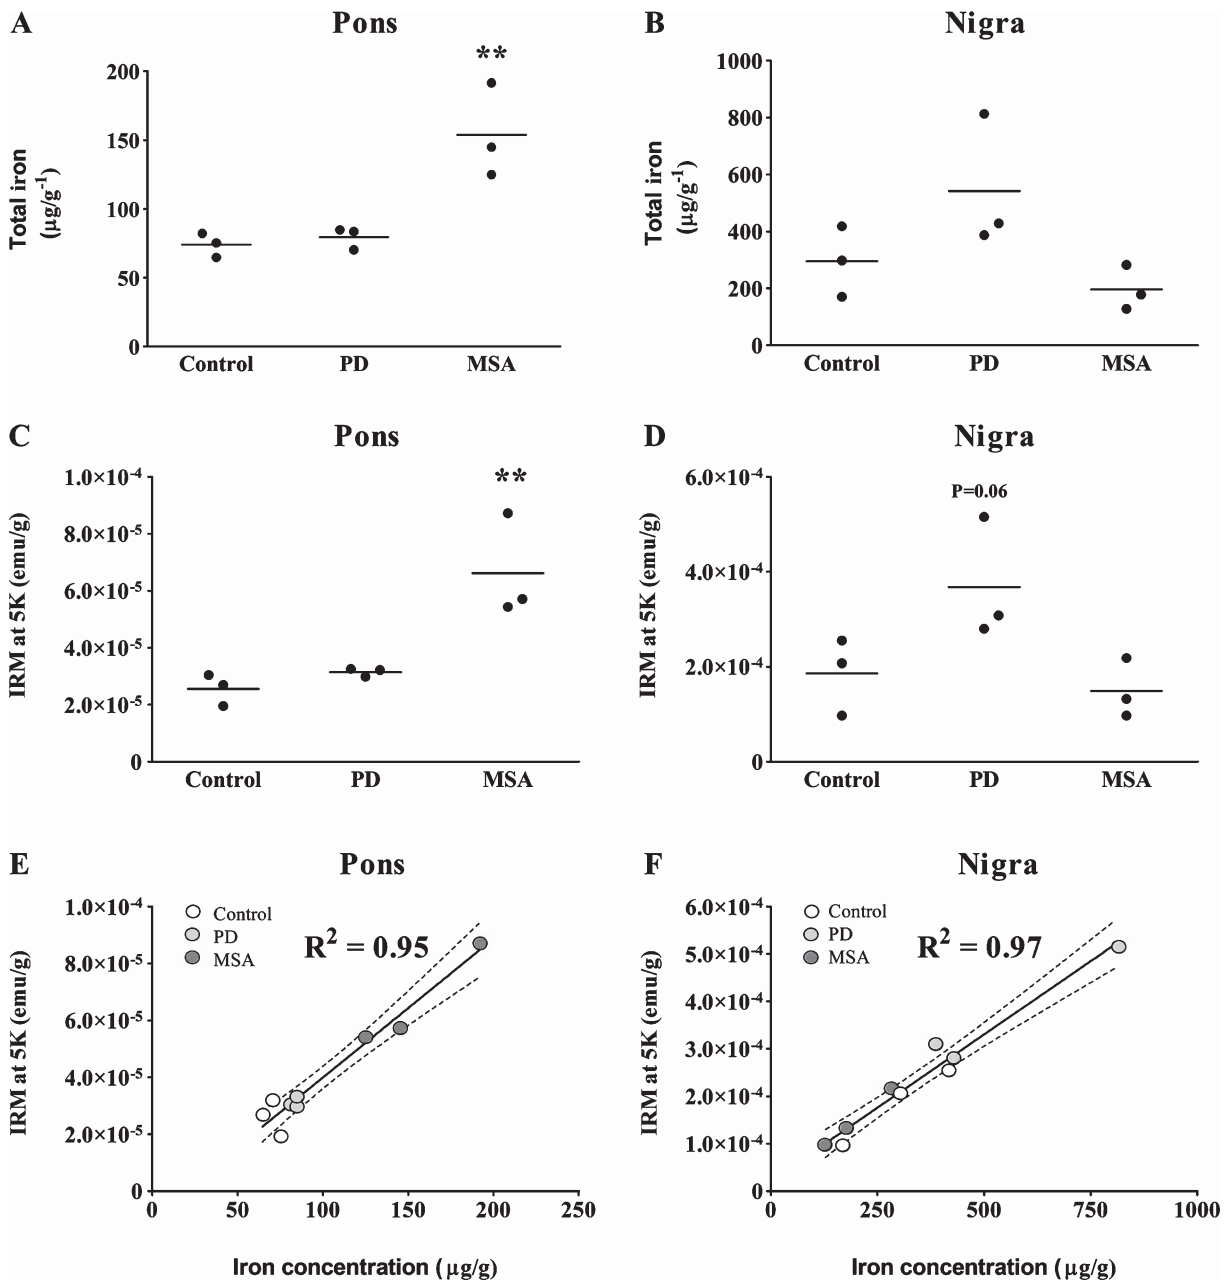 A Pons
**
Total iron
(μg/g⁻¹)
200
150
100
50
0
Control PD MSA
B Nigra
Total iron
(μg/g⁻¹)
1000
800
600
400
200
0
Control PD MSA
C Pons
**
IRM at 5K (emu/g)
1.0×10⁻⁴
8.0×10⁻⁵
6.0×10⁻⁵
4.0×10⁻⁵
2.0×10⁻⁵
0
Control PD MSA
D Nigra
P=0.06
IRM at 5K (emu/g)
6.0×10⁻⁴
4.0×10⁻⁴
2.0×10⁻⁴
0
Control PD MSA
E Pons
IRM at 5K (emu/g)
1.0×10⁻⁴
8.0×10⁻⁵
6.0×10⁻⁵
4.0×10⁻⁵
2.0×10⁻⁵
0
Control
PD
MSA
R² = 0.95
0 50 100 150 200 250
Iron concentration (μg/g)
F Nigra
IRM at 5K (emu/g)
6.0×10⁻⁴
5.0×10⁻⁴
4.0×10⁻⁴
3.0×10⁻⁴
2.0×10⁻⁴
1.0×10⁻⁴
0
Control
PD
MSA
R² = 0.97
0 250 500 750 1000
Iron concentration (μg/g)